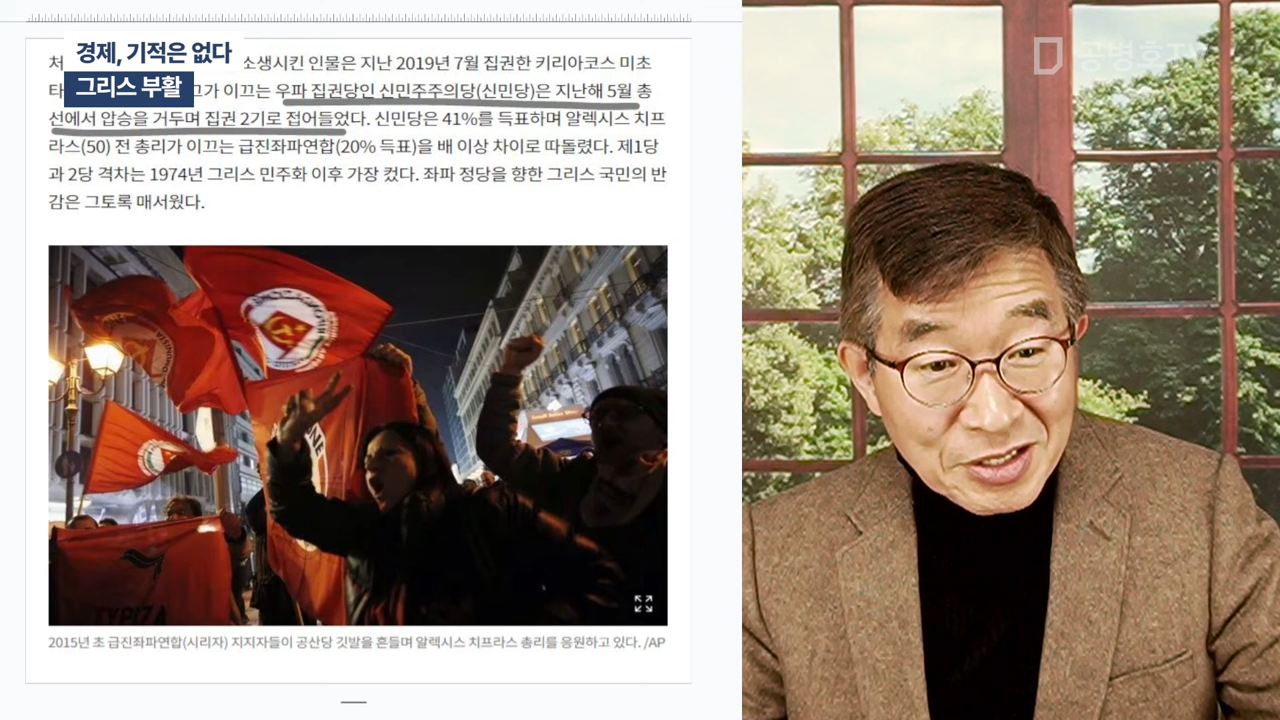 경제, 기적은 없다
그리스 부활
처
소생시킨 인물은 지난 2019년 7월 집권한 키리아코스 미초
타
고가 이끄는 우파 집권당인 신민주주의당(신민당)은 지난해 5월 총
선에서 압승을 거두며 집권 2기로 접어들었다. 신민당은 41%를 득표하며 알렉시스 치프
라스(50) 전 총리가 이끄는 급진좌파연합(20% 득표)을 배 이상 차이로 따돌렸다. 제1당
과 2당 격차는 1974년 그리스 민주화 이후 가장 컸다. 좌파 정당을 향한 그리스 국민의 반
감은 그토록 매서웠다.
ΣΥΡΙΖΑ
2015년 초 급진좌파연합(시리자) 지지자들이 공산당 깃발을 흔들며 알렉시스 치프라스 총리를 응원하고 있다. /AP
공병호TV